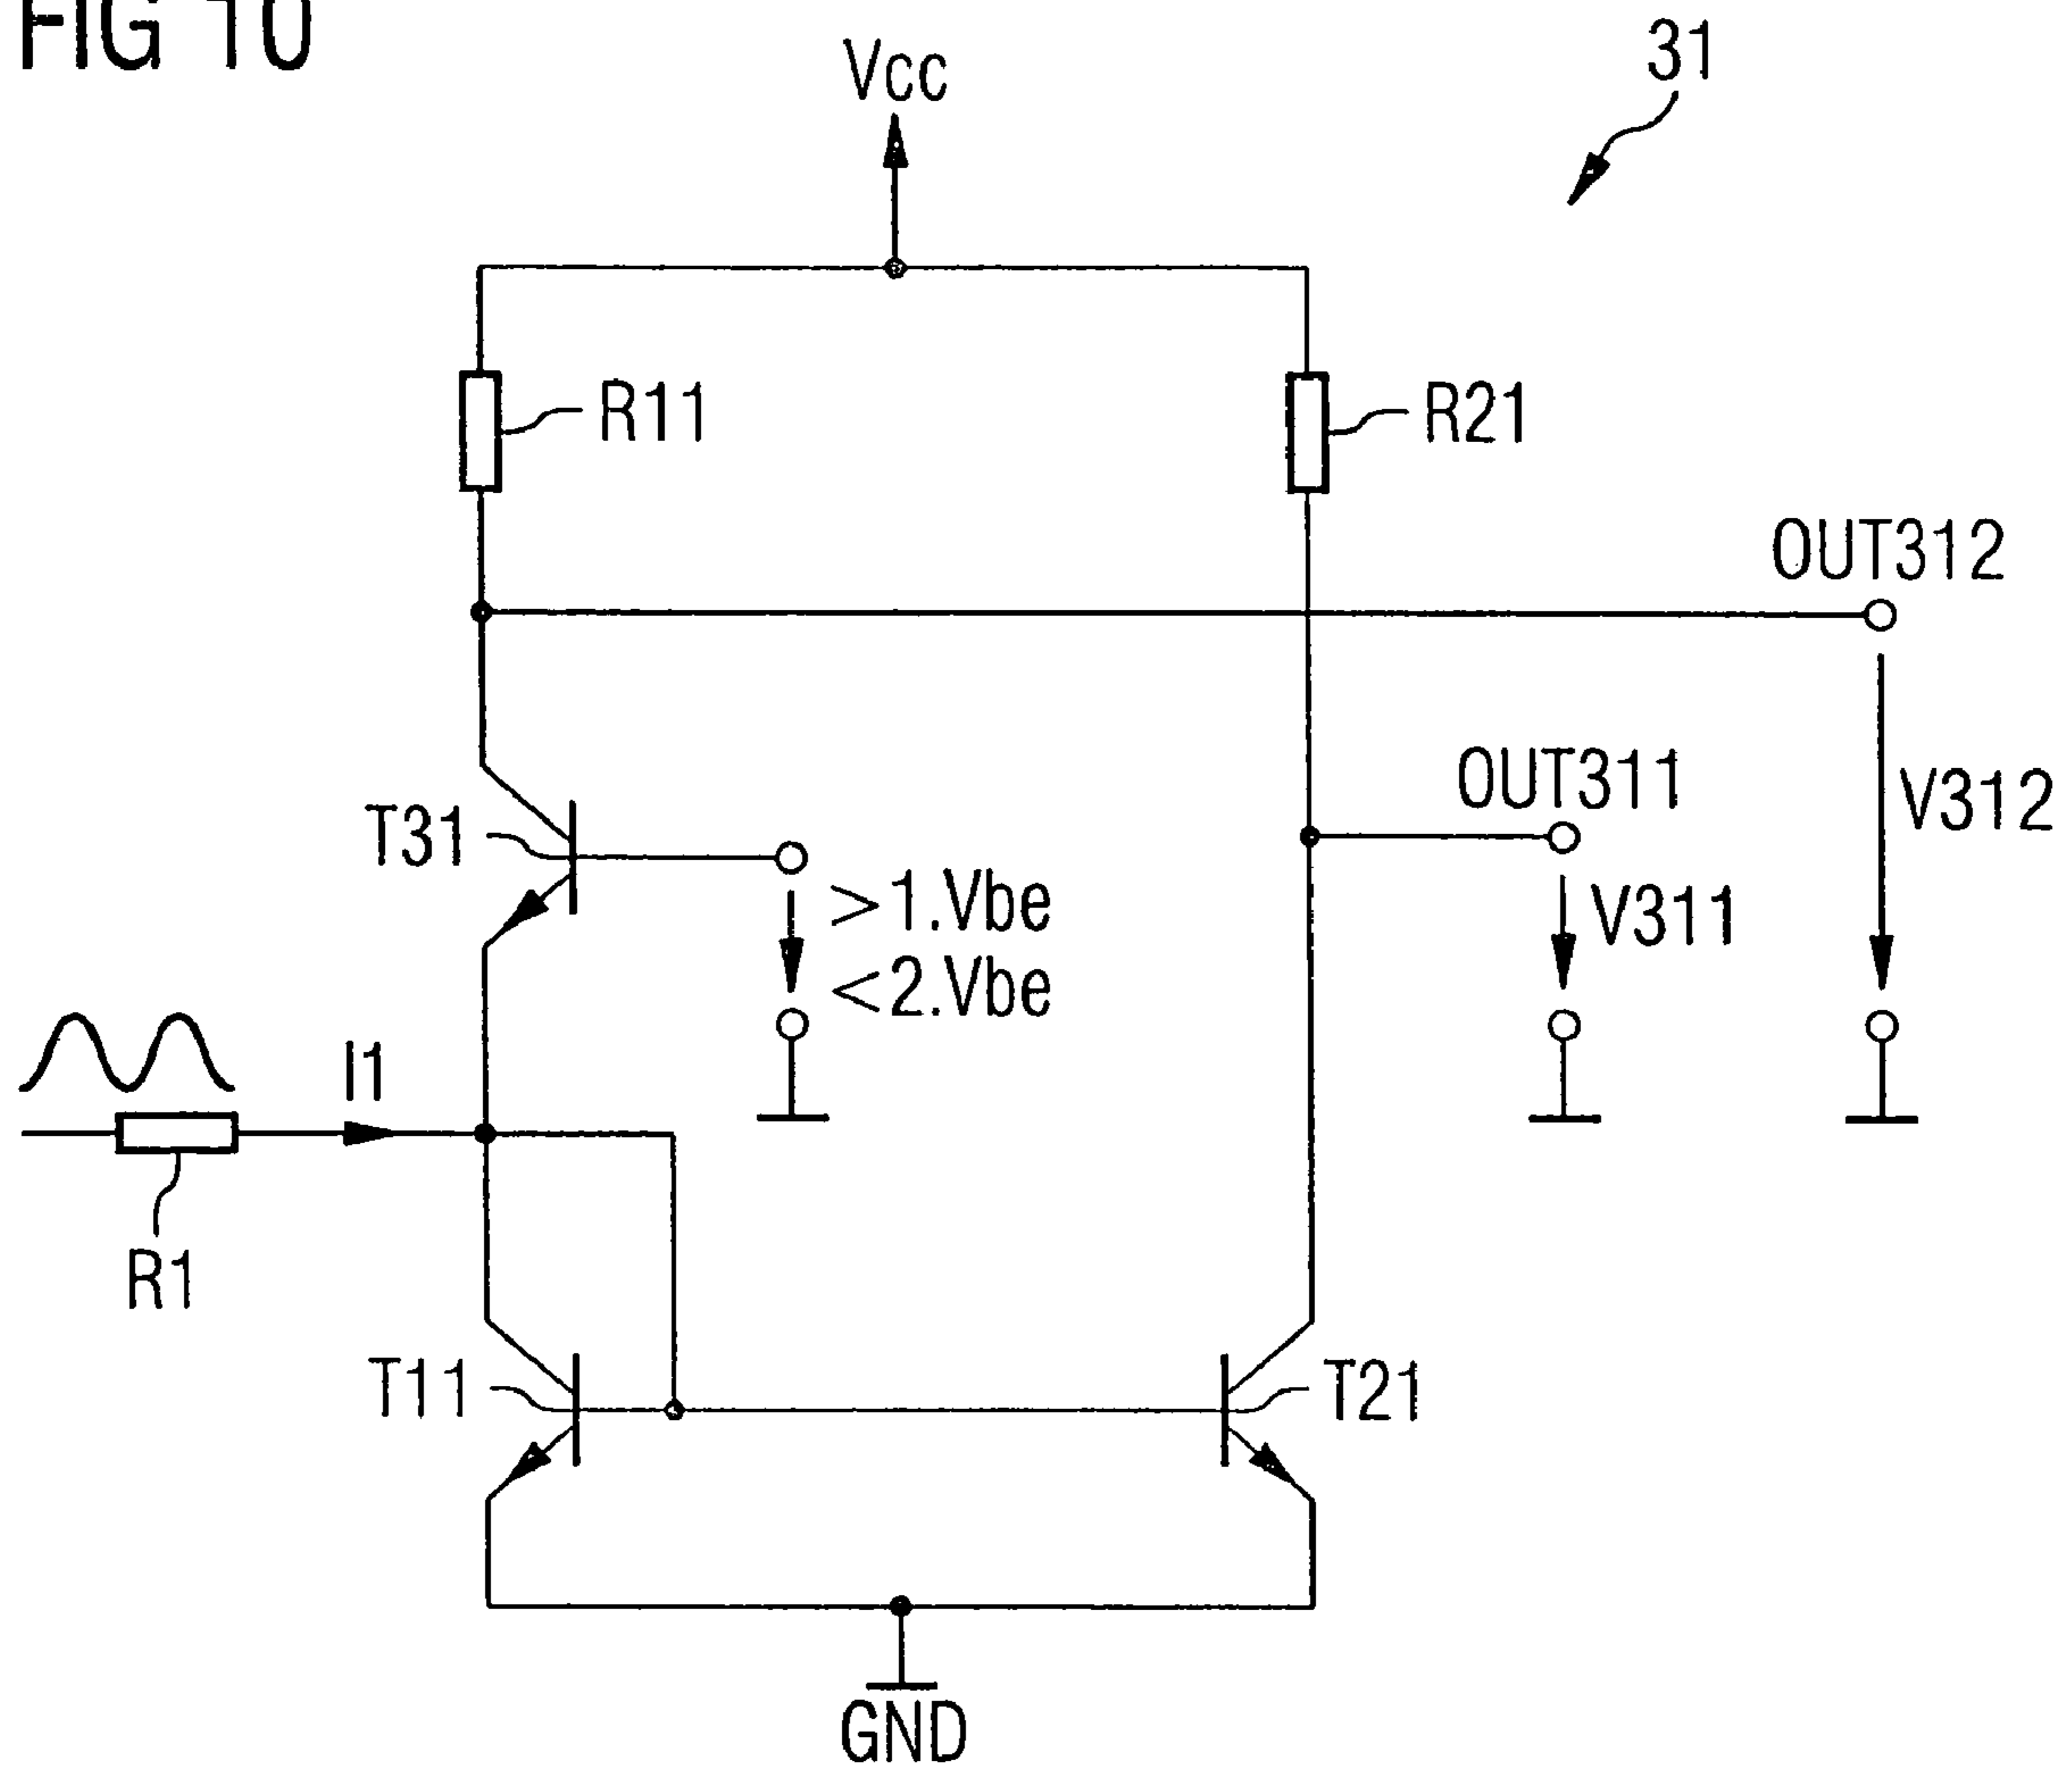 FIG 10
31
Vcc
R11
R21
OUT312
OUT311
T31
V312
>1.Vbe
<2.Vbe
V311
I1
R1
T11
T21
GND